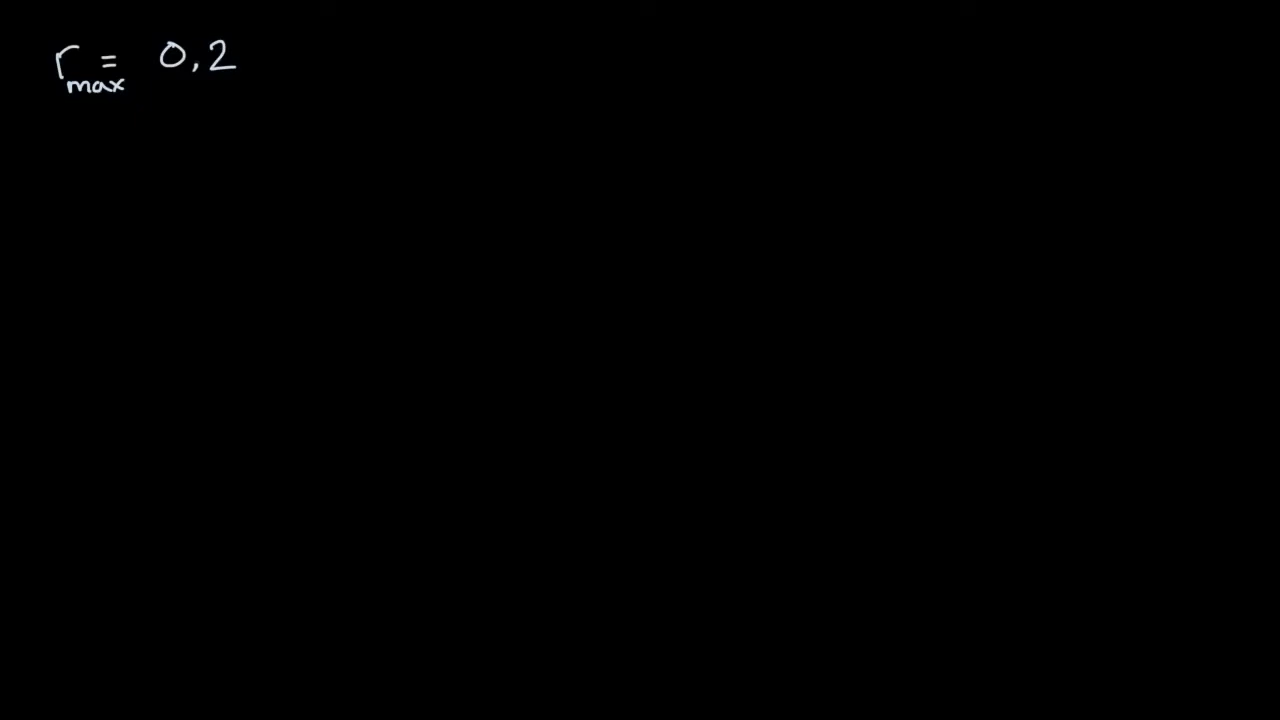 r_max = 0,2